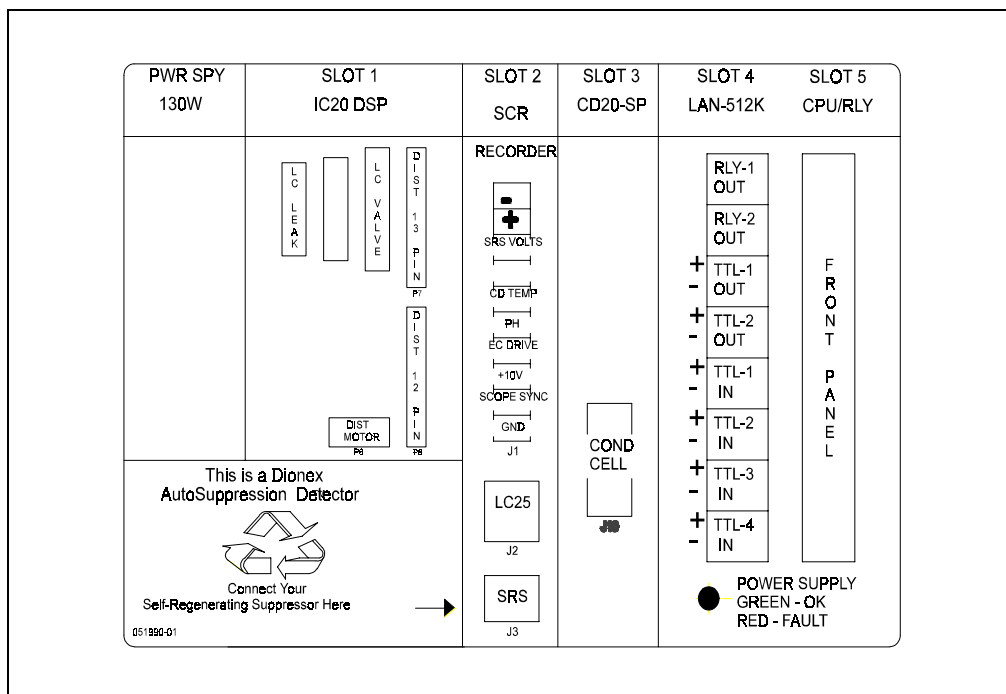 PWR SPY
130W
SLOT 1
IC20 DSP
SLOT 2
SCR
SLOT 3
CD20-SP
SLOT 4
LAN-512K
SLOT 5
CPU/RLY
LC LEAK
LC VALVE
DIST 13 PIN
P7
DIST 12 PIN
DIST
MOTOR
P6
RECORDER
-
+
SRS VOLTS
CD TEMP
PH
EC DRIVE
+10V
SCOPE SYNC
GND
J1
LC25
J2
SRS
J3
COND
CELL
RLY-1
OUT
RLY-2
OUT
+ TTL-1
- OUT
+ TTL-2
- OUT
+ TTL-1
- IN
+ TTL-2
- IN
+ TTL-3
- IN
+ TTL-4
- IN
FRONT PANEL
POWER SUPPLY
GREEN - OK
RED - FAULT
This is a Dionex
AutoSuppression Detector
Connect Your
Self-Regenerating Suppressor Here
051990-01